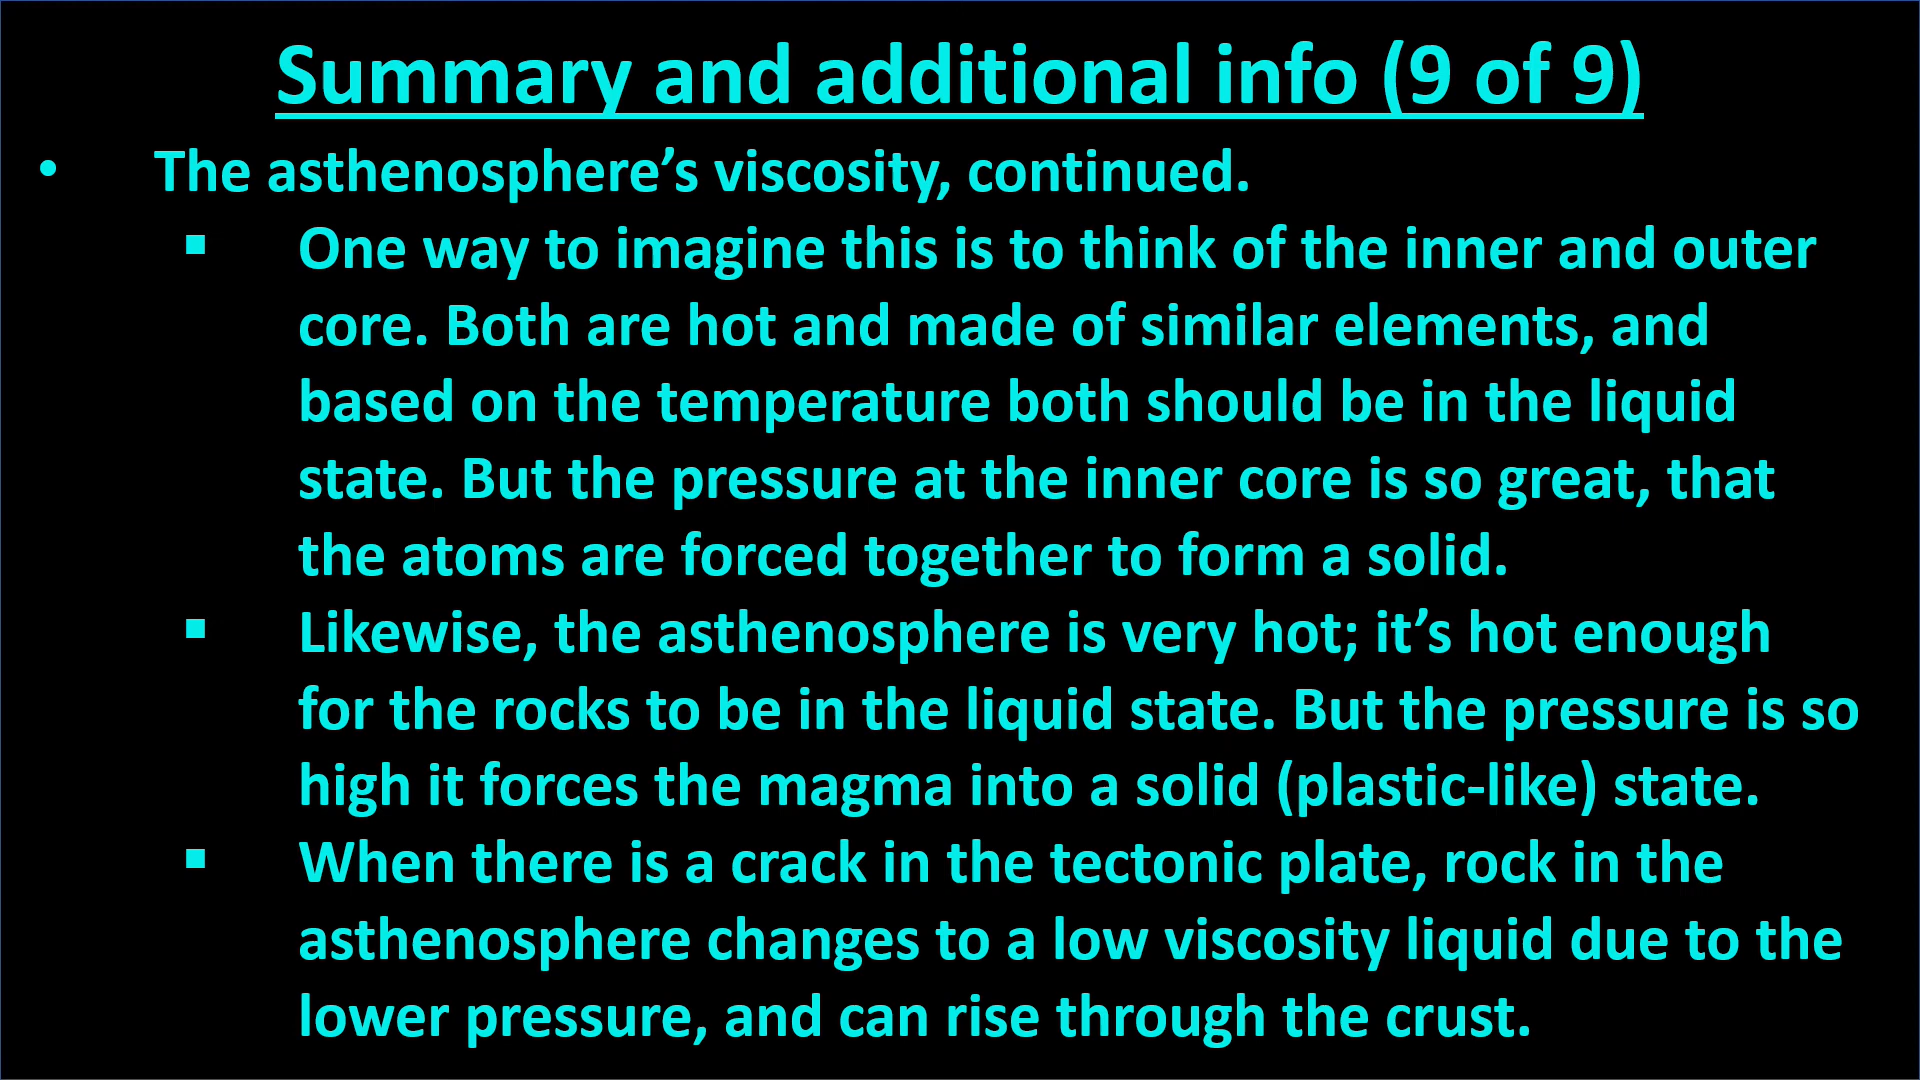 Summary and additional info (9 of 9)
• The asthenosphere’s viscosity, continued.
▪ One way to imagine this is to think of the inner and outer
core. Both are hot and made of similar elements, and
based on the temperature both should be in the liquid
state. But the pressure at the inner core is so great, that
the atoms are forced together to form a solid.
▪ Likewise, the asthenosphere is very hot; it’s hot enough
for the rocks to be in the liquid state. But the pressure is so
high it forces the magma into a solid (plastic-like) state.
▪ When there is a crack in the tectonic plate, rock in the
asthenosphere changes to a low viscosity liquid due to the
lower pressure, and can rise through the crust.